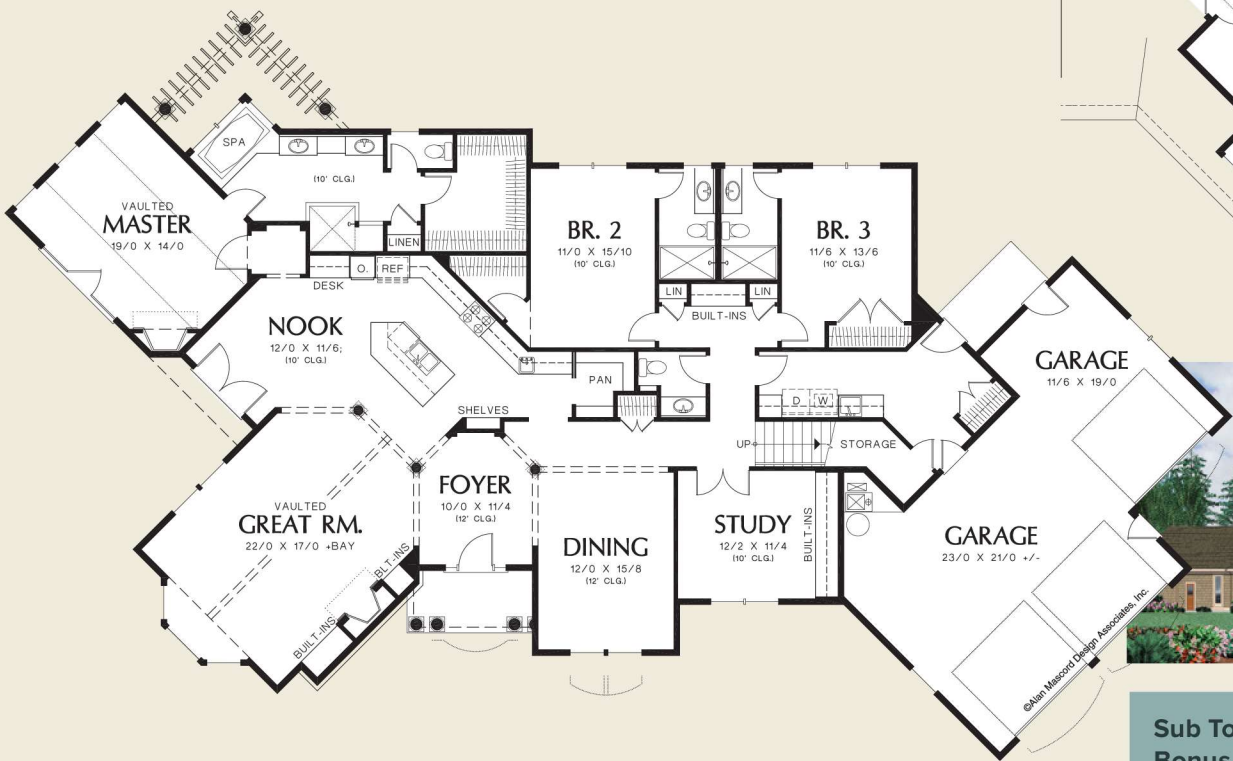 SPA
(10' CLG.)
VAULTED
MASTER
19/0 X 14/0
LINEN
DESK
O.
REF
NOOK
12/0 X 11/6;
(10' CLG.)
BR. 2
11/0 X 15/10
(10' CLG.)
BR. 3
11/6 X 13/6
(10' CLG.)
LIN
LIN
BUILT-INS
PAN
SHELVES
D
W
UP
STORAGE
GARAGE
11/6 X 19/0
VAULTED
GREAT RM.
22/0 X 17/0 +BAY
BLT-INS
BUILT-INS
FOYER
10/0 X 11/4
(12' CLG.)
DINING
12/0 X 15/8
(12' CLG.)
STUDY
12/2 X 11/4
(10' CLG.)
BUILT-INS
GARAGE
23/0 X 21/0 +/-
©Alan Mascord Design Associates, Inc.
Sub To
Bonus